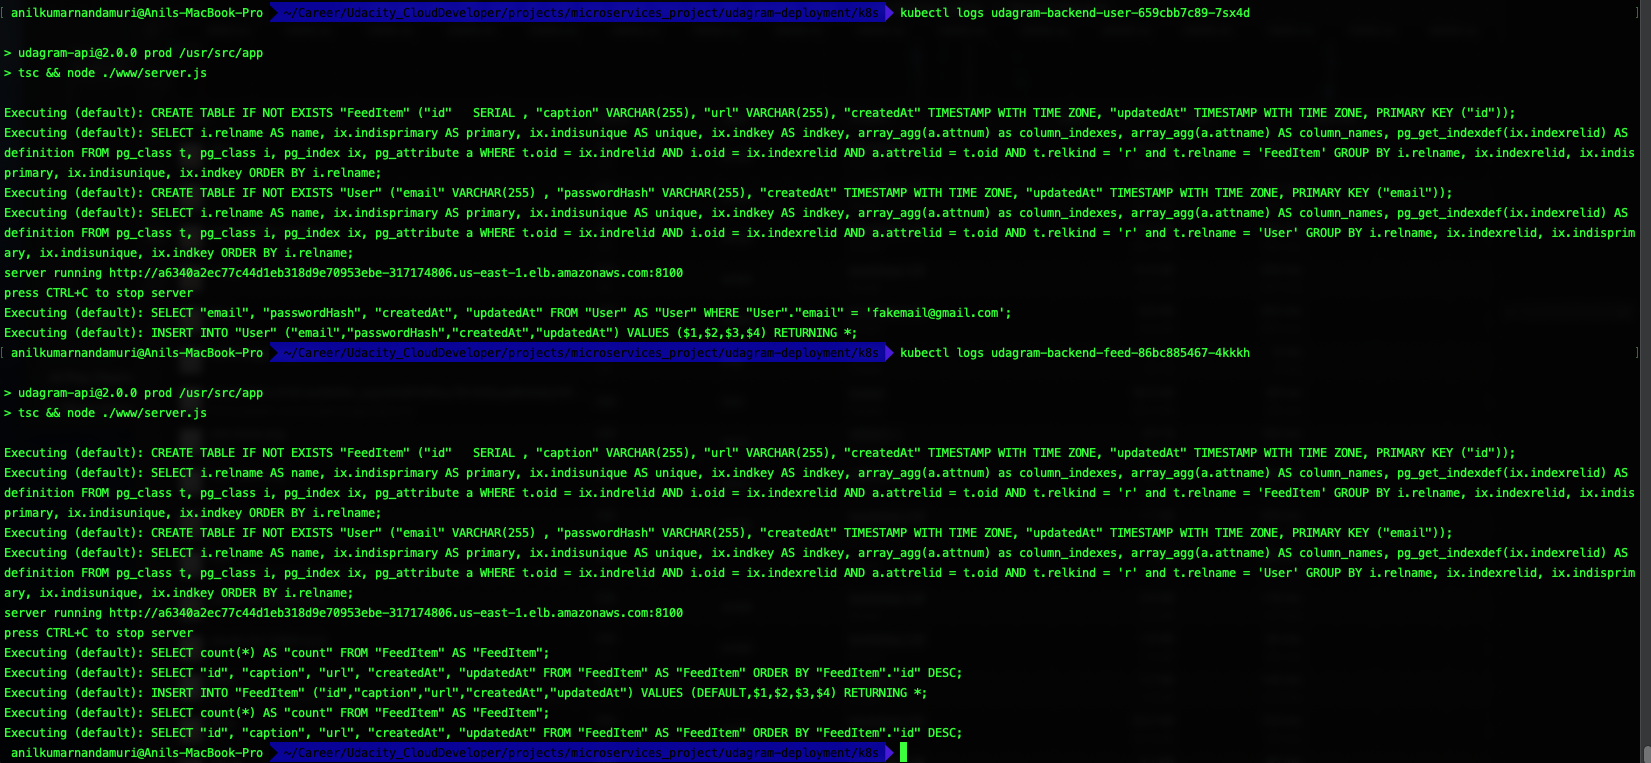 [ anilkumarnandamuri@Anils-MacBook-Pro ~/Career/Udacity_CloudDeveloper/projects/microservices_project/udagram-deployment/k8s kubectl logs udagram-backend-user-659cbb7c89-7sx4d ]
> udagram-api@2.0.0 prod /usr/src/app
> tsc && node ./www/server.js
Executing (default): CREATE TABLE IF NOT EXISTS "FeedItem" ("id"   SERIAL , "caption" VARCHAR(255), "url" VARCHAR(255), "createdAt" TIMESTAMP WITH TIME ZONE, "updatedAt" TIMESTAMP WITH TIME ZONE, PRIMARY KEY ("id"));
Executing (default): SELECT i.relname AS name, ix.indisprimary AS primary, ix.indisunique AS unique, ix.indkey AS indkey, array_agg(a.attnum) as column_indexes, array_agg(a.attname) AS column_names, pg_get_indexdef(ix.indexrelid) AS
definition FROM pg_class t, pg_class i, pg_index ix, pg_attribute a WHERE t.oid = ix.indrelid AND i.oid = ix.indexrelid AND a.attrelid = t.oid AND t.relkind = 'r' and t.relname = 'FeedItem' GROUP BY i.relname, ix.indexrelid, ix.indis
primary, ix.indisunique, ix.indkey ORDER BY i.relname;
Executing (default): CREATE TABLE IF NOT EXISTS "User" ("email" VARCHAR(255) , "passwordHash" VARCHAR(255), "createdAt" TIMESTAMP WITH TIME ZONE, "updatedAt" TIMESTAMP WITH TIME ZONE, PRIMARY KEY ("email"));
Executing (default): SELECT i.relname AS name, ix.indisprimary AS primary, ix.indisunique AS unique, ix.indkey AS indkey, array_agg(a.attnum) as column_indexes, array_agg(a.attname) AS column_names, pg_get_indexdef(ix.indexrelid) AS
definition FROM pg_class t, pg_class i, pg_index ix, pg_attribute a WHERE t.oid = ix.indrelid AND i.oid = ix.indexrelid AND a.attrelid = t.oid AND t.relkind = 'r' and t.relname = 'User' GROUP BY i.relname, ix.indexrelid, ix.indisprim
ary, ix.indisunique, ix.indkey ORDER BY i.relname;
server running http://a6340a2ec77c44d1eb318d9e70953ebe-317174806.us-east-1.elb.amazonaws.com:8100
press CTRL+C to stop server
Executing (default): SELECT "email", "passwordHash", "createdAt", "updatedAt" FROM "User" AS "User" WHERE "User"."email" = 'fakemail@gmail.com';
Executing (default): INSERT INTO "User" ("email","passwordHash","createdAt","updatedAt") VALUES ($1,$2,$3,$4) RETURNING *;
[ anilkumarnandamuri@Anils-MacBook-Pro ~/Career/Udacity_CloudDeveloper/projects/microservices_project/udagram-deployment/k8s kubectl logs udagram-backend-feed-86bc885467-4kkkh ]
> udagram-api@2.0.0 prod /usr/src/app
> tsc && node ./www/server.js
Executing (default): CREATE TABLE IF NOT EXISTS "FeedItem" ("id"   SERIAL , "caption" VARCHAR(255), "url" VARCHAR(255), "createdAt" TIMESTAMP WITH TIME ZONE, "updatedAt" TIMESTAMP WITH TIME ZONE, PRIMARY KEY ("id"));
Executing (default): SELECT i.relname AS name, ix.indisprimary AS primary, ix.indisunique AS unique, ix.indkey AS indkey, array_agg(a.attnum) as column_indexes, array_agg(a.attname) AS column_names, pg_get_indexdef(ix.indexrelid) AS
definition FROM pg_class t, pg_class i, pg_index ix, pg_attribute a WHERE t.oid = ix.indrelid AND i.oid = ix.indexrelid AND a.attrelid = t.oid AND t.relkind = 'r' and t.relname = 'FeedItem' GROUP BY i.relname, ix.indexrelid, ix.indis
primary, ix.indisunique, ix.indkey ORDER BY i.relname;
Executing (default): CREATE TABLE IF NOT EXISTS "User" ("email" VARCHAR(255) , "passwordHash" VARCHAR(255), "createdAt" TIMESTAMP WITH TIME ZONE, "updatedAt" TIMESTAMP WITH TIME ZONE, PRIMARY KEY ("email"));
Executing (default): SELECT i.relname AS name, ix.indisprimary AS primary, ix.indisunique AS unique, ix.indkey AS indkey, array_agg(a.attnum) as column_indexes, array_agg(a.attname) AS column_names, pg_get_indexdef(ix.indexrelid) AS
definition FROM pg_class t, pg_class i, pg_index ix, pg_attribute a WHERE t.oid = ix.indrelid AND i.oid = ix.indexrelid AND a.attrelid = t.oid AND t.relkind = 'r' and t.relname = 'User' GROUP BY i.relname, ix.indexrelid, ix.indisprim
ary, ix.indisunique, ix.indkey ORDER BY i.relname;
server running http://a6340a2ec77c44d1eb318d9e70953ebe-317174806.us-east-1.elb.amazonaws.com:8100
press CTRL+C to stop server
Executing (default): SELECT count(*) AS "count" FROM "FeedItem" AS "FeedItem";
Executing (default): SELECT "id", "caption", "url", "createdAt", "updatedAt" FROM "FeedItem" AS "FeedItem" ORDER BY "FeedItem"."id" DESC;
Executing (default): INSERT INTO "FeedItem" ("id","caption","url","createdAt","updatedAt") VALUES (DEFAULT,$1,$2,$3,$4) RETURNING *;
Executing (default): SELECT count(*) AS "count" FROM "FeedItem" AS "FeedItem";
Executing (default): SELECT "id", "caption", "url", "createdAt", "updatedAt" FROM "FeedItem" AS "FeedItem" ORDER BY "FeedItem"."id" DESC;
anilkumarnandamuri@Anils-MacBook-Pro ~/Career/Udacity_CloudDeveloper/projects/microservices_project/udagram-deployment/k8s